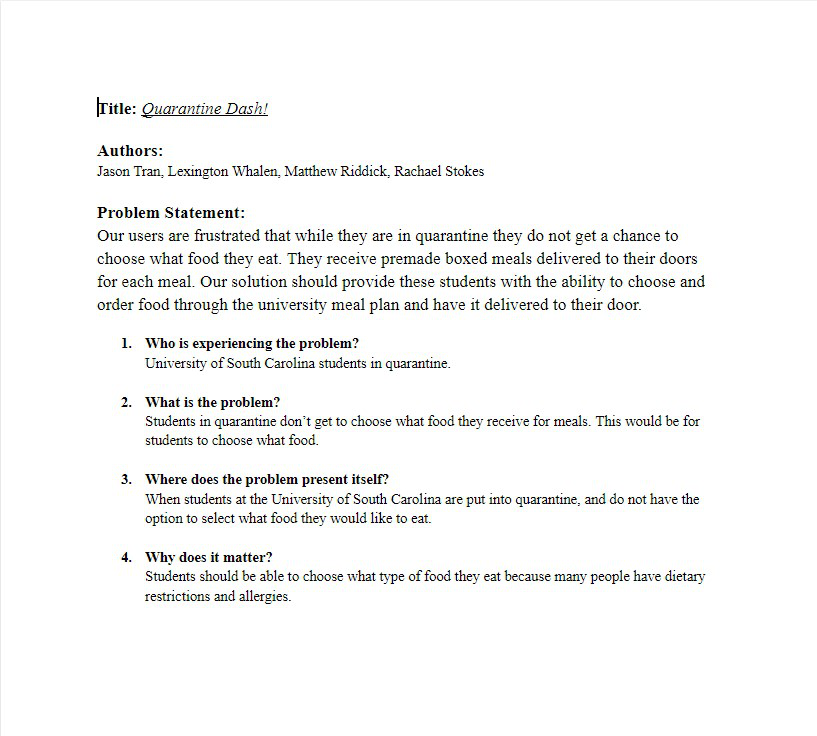 Title: Quarantine Dash!
Authors:
Jason Tran, Lexington Whalen, Matthew Riddick, Rachael Stokes
Problem Statement:
Our users are frustrated that while they are in quarantine they do not get a chance to
choose what food they eat. They receive premade boxed meals delivered to their doors
for each meal. Our solution should provide these students with the ability to choose and
order food through the university meal plan and have it delivered to their door.
1. Who is experiencing the problem?
University of South Carolina students in quarantine.
2. What is the problem?
Students in quarantine don’t get to choose what food they receive for meals. This would be for
students to choose what food.
3. Where does the problem present itself?
When students at the University of South Carolina are put into quarantine, and do not have the
option to select what food they would like to eat.
4. Why does it matter?
Students should be able to choose what type of food they eat because many people have dietary
restrictions and allergies.